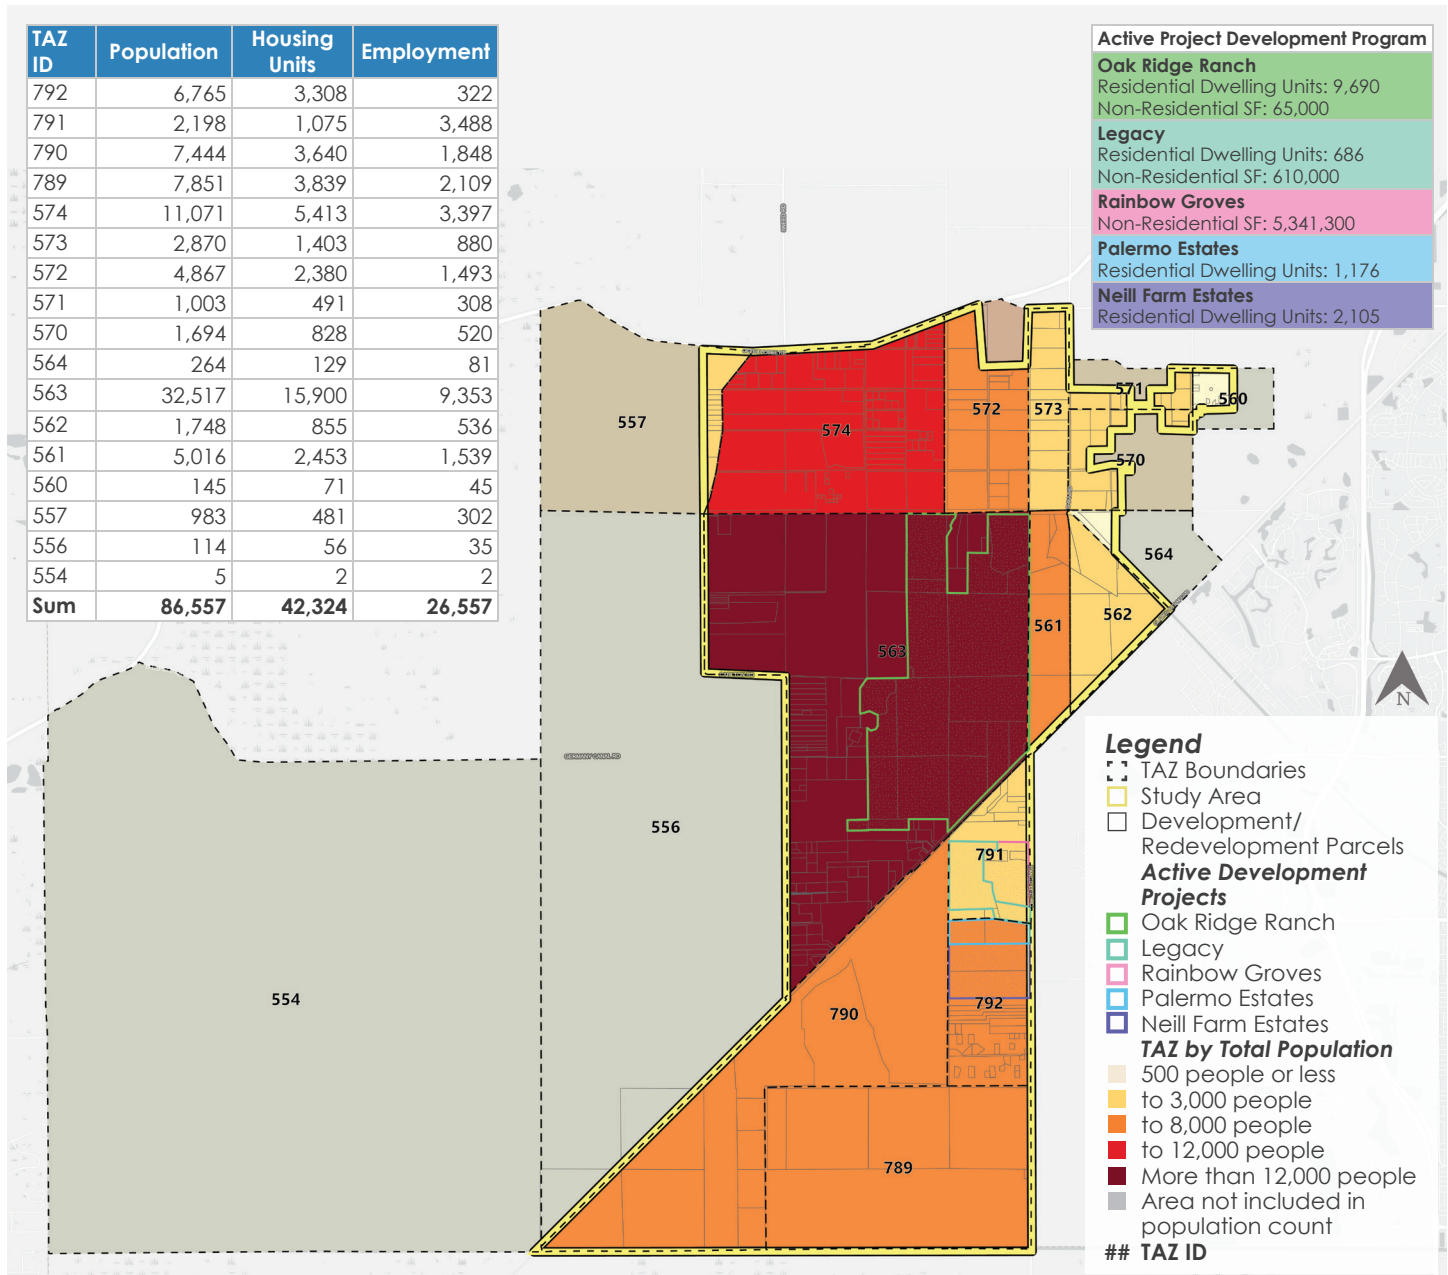 TAZ ID Population Housing Units Employment
792 6,765 3,308 322
791 2,198 1,075 3,488
790 7,444 3,640 1,848
789 7,851 3,839 2,109
574 11,071 5,413 3,397
573 2,870 1,403 880
572 4,867 2,380 1,493
571 1,003 491 308
570 1,694 828 520
564 264 129 81
563 32,517 15,900 9,353
562 1,748 855 536
561 5,016 2,453 1,539
560 145 71 45
557 983 481 302
556 114 56 35
554 5 2 2
Sum 86,557 42,324 26,557
Active Project Development Program
Oak Ridge Ranch
Residential Dwelling Units: 9,690
Non-Residential SF: 65,000
Legacy
Residential Dwelling Units: 686
Non-Residential SF: 610,000
Rainbow Groves
Non-Residential SF: 5,341,300
Palermo Estates
Residential Dwelling Units: 1,176
Neill Farm Estates
Residential Dwelling Units: 2,105
557
574
572
573
571
560
570
564
563
561
562
GERMANY CANAL RD
556
791
554
790
792
789
N
Legend
TAZ Boundaries
Study Area
Development/
Redevelopment Parcels
Active Development
Projects
Oak Ridge Ranch
Legacy
Rainbow Groves
Palermo Estates
Neill Farm Estates
TAZ by Total Population
500 people or less
to 3,000 people
to 8,000 people
to 12,000 people
More than 12,000 people
Area not included in
population count
## TAZ ID